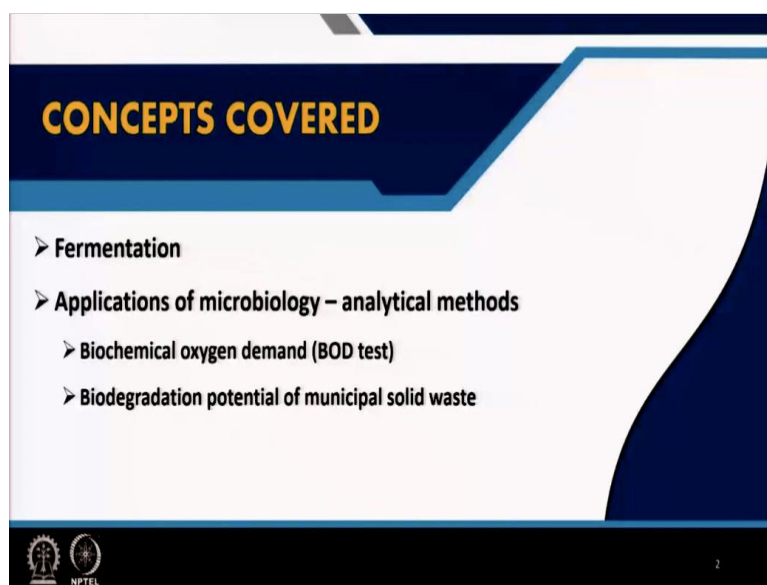 CONCEPTS COVERED
➢ Fermentation
➢ Applications of microbiology – analytical methods
➢ Biochemical oxygen demand (BOD test)
➢ Biodegradation potential of municipal solid waste
NPTEL
2